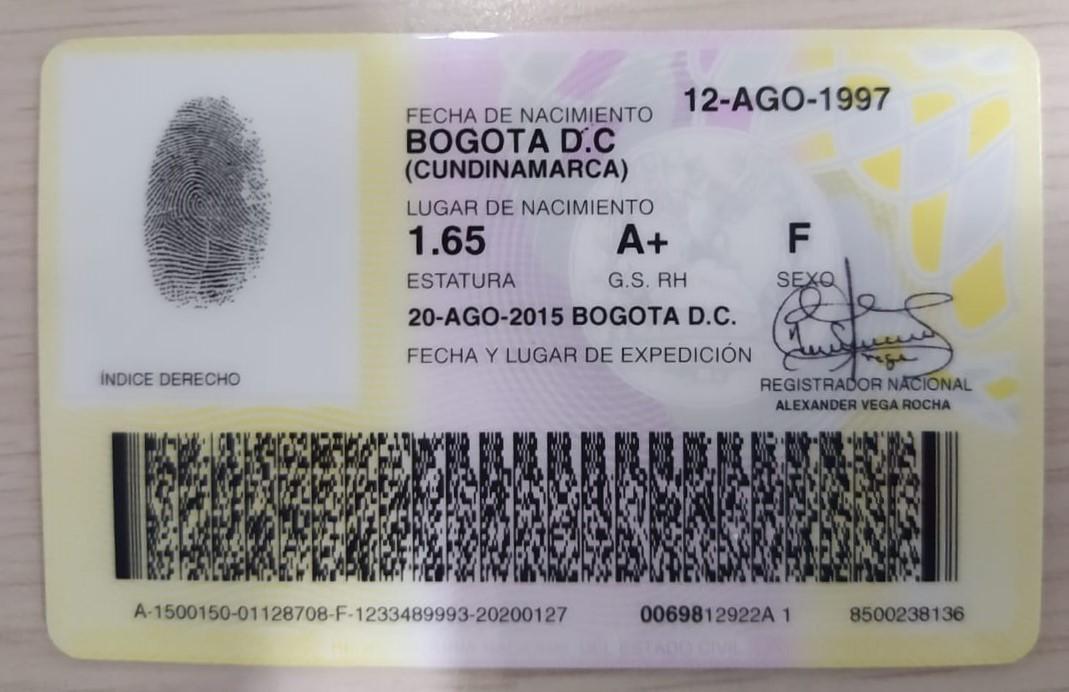 12-AGO-1997
FECHA DE NACIMIENTO
BOGOTA D.C
(CUNDINAMARCA)
LUGAR DE NACIMIENTO
1.65 A+ F
ESTATURA G.S. RH SEXO
20-AGO-2015 BOGOTA D.C.
FECHA Y LUGAR DE EXPEDICIÓN
REGISTRADOR NACIONAL
ALEXANDER VEGA ROCHA
ÍNDICE DERECHO
A-1500150-01128708-F-1233489993-20200127 0069812922A 1 8500238136
DEL ESTADO CIVIL